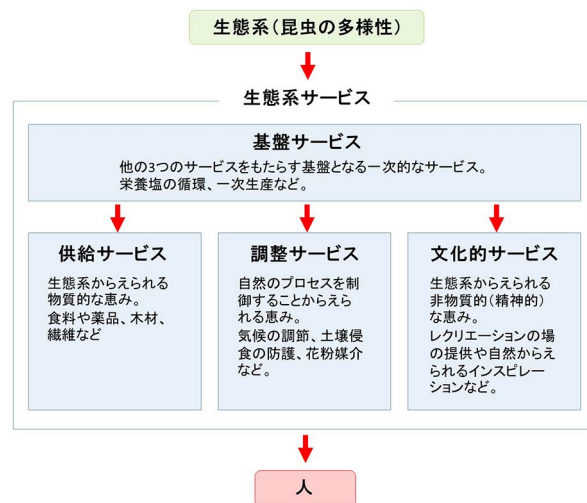 生態系（昆虫の多様性）
生態系サービス
基盤サービス
他の3つのサービスをもたらす基盤となる一次的なサービス。
栄養塩の循環、一次生産など。
供給サービス
生態系からえられる
物質的な恵み。
食料や薬品、木材、
繊維など
調整サービス
自然のプロセスを制
御することからえら
れる恵み。
気候の調節、土壌侵
食の防護、花粉媒介
など。
文化的サービス
生態系からえられる
非物質的（精神的）
な恵み。
レクリエーションの場
の提供や自然からえ
られるインスピレー
ションなど。
人